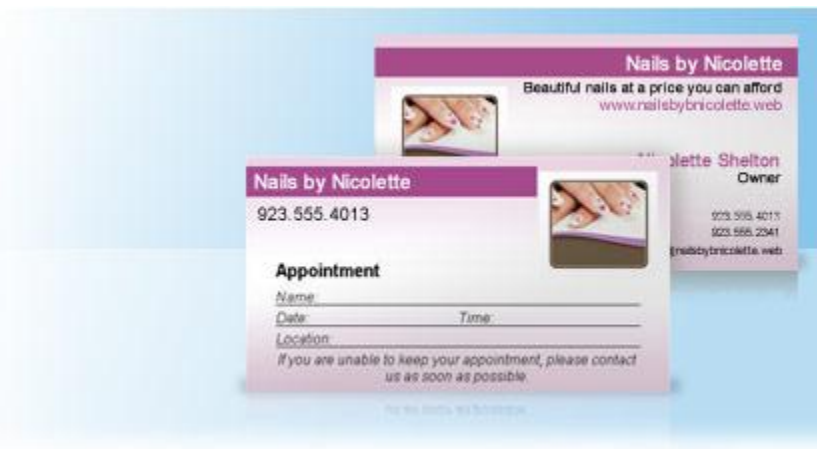 Nails by Nicolette
Beautiful nails at a price you can afford
www.nailsbybnicolette.web
Shelton
Owner
923.555.4013
923.555.2341
Nails by Nicolette
923.555.4013
Appointment
Name:
Date: Time:
Location:
If you are unable to keep your appointment, please contact
us as soon as possible.